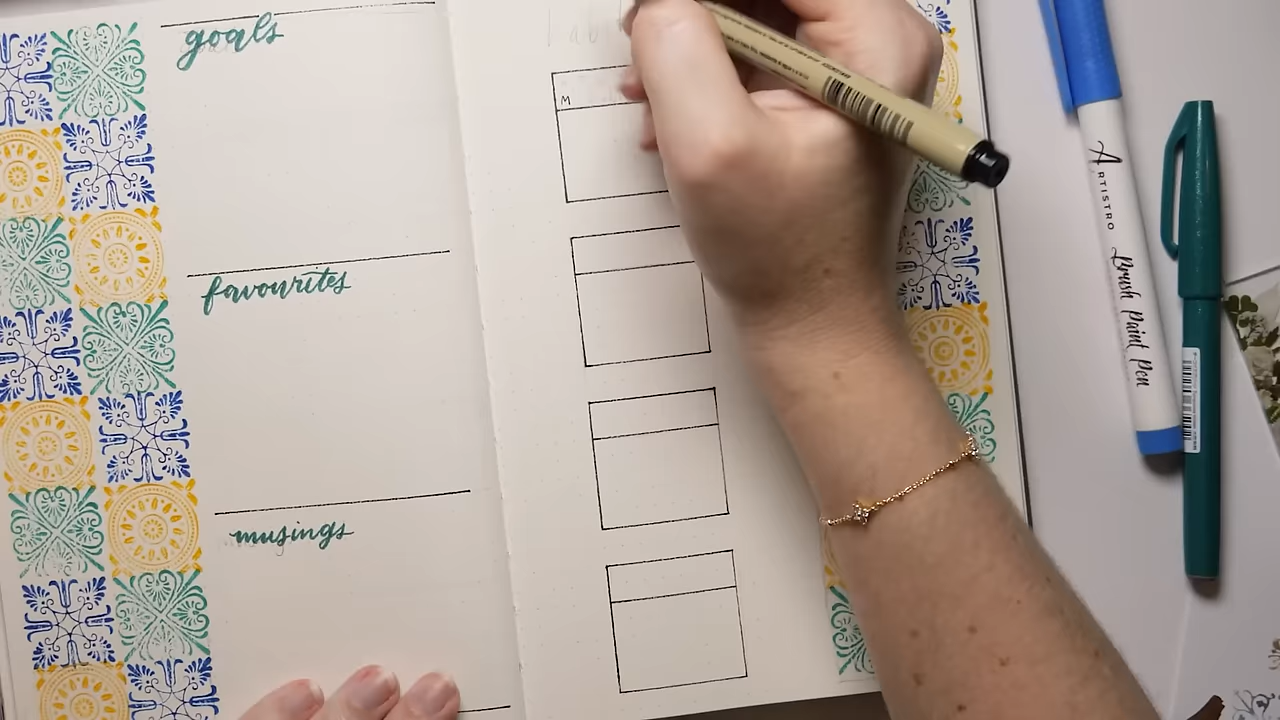 goals
favourites
musings
M
ARTISTRO Brush Paint Pen